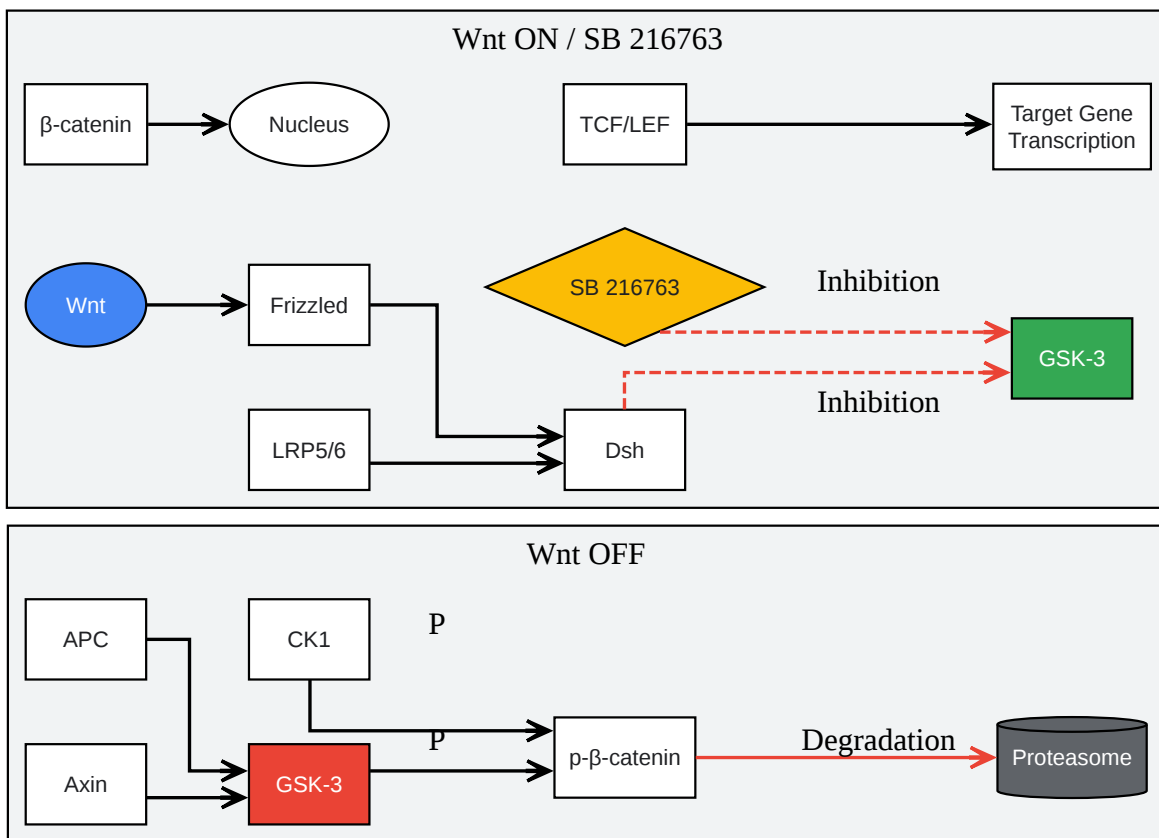 Wnt ON / SB 216763
β-catenin
Nucleus
TCF/LEF
Target Gene
Transcription
Wnt
Frizzled
SB 216763
Inhibition
GSK-3
Inhibition
LRP5/6
Dsh
Wnt OFF
APC
CK1
P
P
Axin
GSK-3
p-β-catenin
Degradation
Proteasome